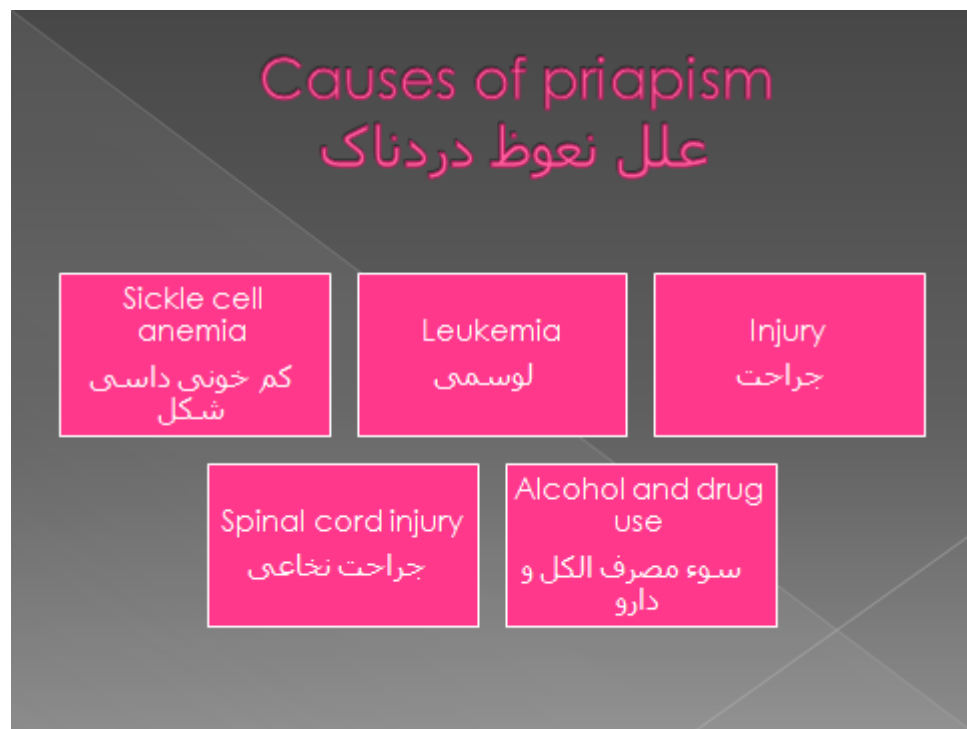 Causes of priapism
علل نعوظ دردناک
Sickle cell
anemia
کم خونی داسی
شکل
Leukemia
لوسمی
Injury
جراحت
Spinal cord injury
جراحت نخاعی
Alcohol and drug
use
سوء مصرف الکل و
دارو